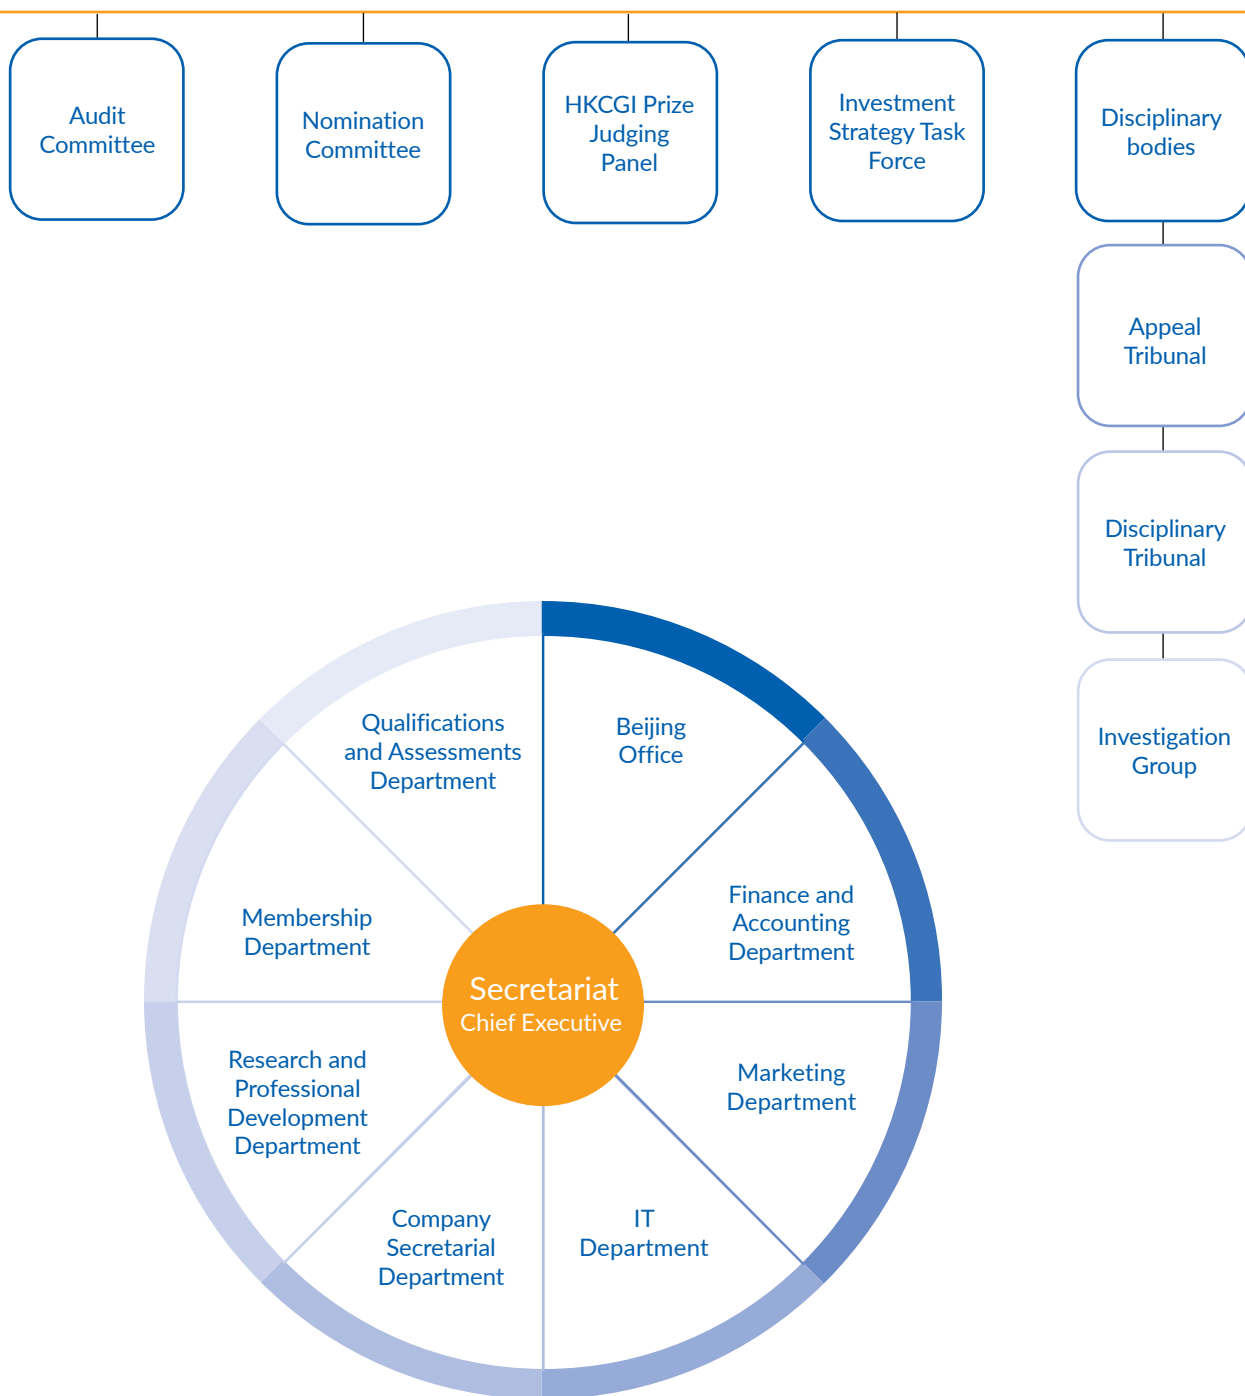 Audit
Committee
Nomination
Committee
HKCGI Prize
Judging
Panel
Investment
Strategy Task
Force
Disciplinary
bodies
Appeal
Tribunal
Disciplinary
Tribunal
Investigation
Group
Qualifications
and Assessments
Department
Beijing
Office
Membership
Department
Finance and
Accounting
Department
Secretariat
Chief Executive
Research and
Professional
Development
Department
Marketing
Department
Company
Secretarial
Department
IT
Department